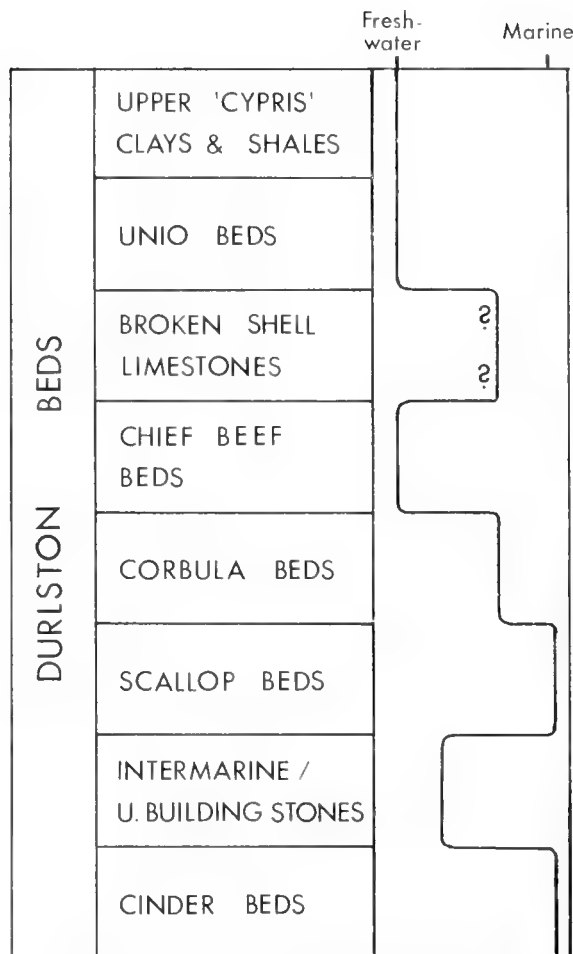 Fresh-
water
Marine
DURLSTON BEDS
UPPER 'CYPRIS'
CLAYS & SHALES
UNIO BEDS
BROKEN SHELL
LIMESTONES
?
?
CHIEF BEEF
BEDS
CORBULA BEDS
SCALLOP BEDS
INTERMARINE /
U. BUILDING STONES
CINDER BEDS